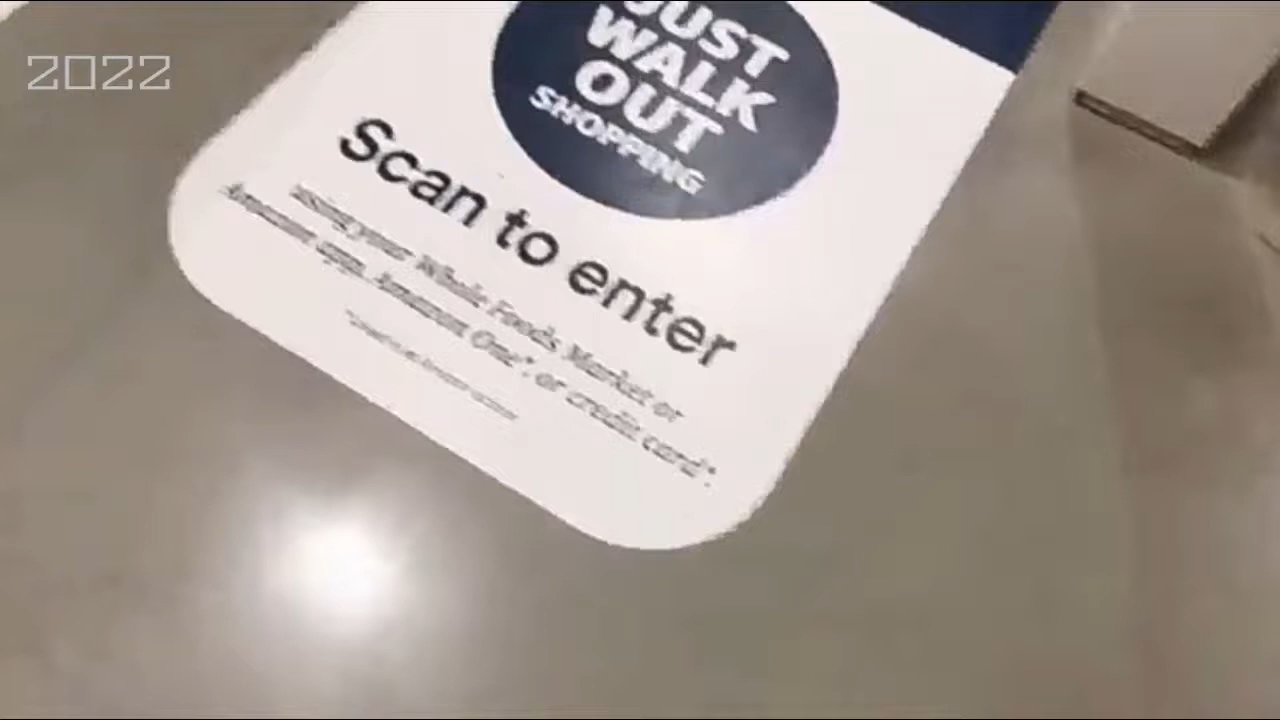 2022
JUST
WALK
OUT
SHOPPING
Scan to enter
using your Whole Foods Market or
Amazon app, Amazon One*, or credit card*.